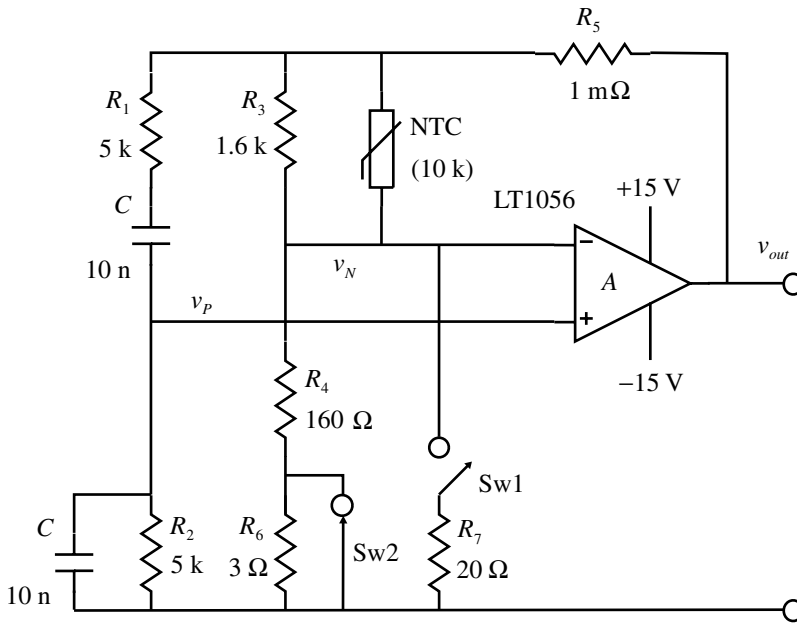 R5
1 mΩ
R1
5 k
R3
1.6 k
NTC
(10 k)
LT1056
+15 V
C
10 n
vN
A
vout
vP
−
+
−15 V
R4
160 Ω
Sw1
C
10 n
R2
5 k
R6
3 Ω
Sw2
R7
20 Ω